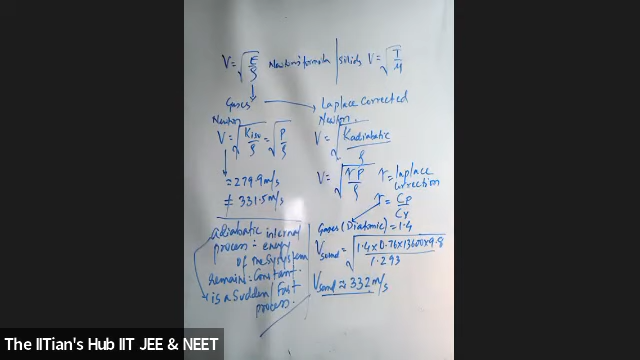 V = √E/ρ Newton's formula | solids V = √T/μ
Gases → Laplace Corrected
Newton Newton.
V = √Kiso/ρ = √P/ρ
V = √Kadiabatic/ρ
= 279.9 m/s
≠ 331.5 m/s
V = √γP/ρ
γ = laplace correction
γ = CP/CV
Gases (Diatomic) = 1.4
Vsound = √1.4 x 0.76 x 13600 x 9.8/1.293
Vsound ≈ 332 m/s
adiabatic internal
process = energy
of the System
remains Constant.
is a Sudden / Fast
process.
The IITian's Hub IIT JEE & NEET